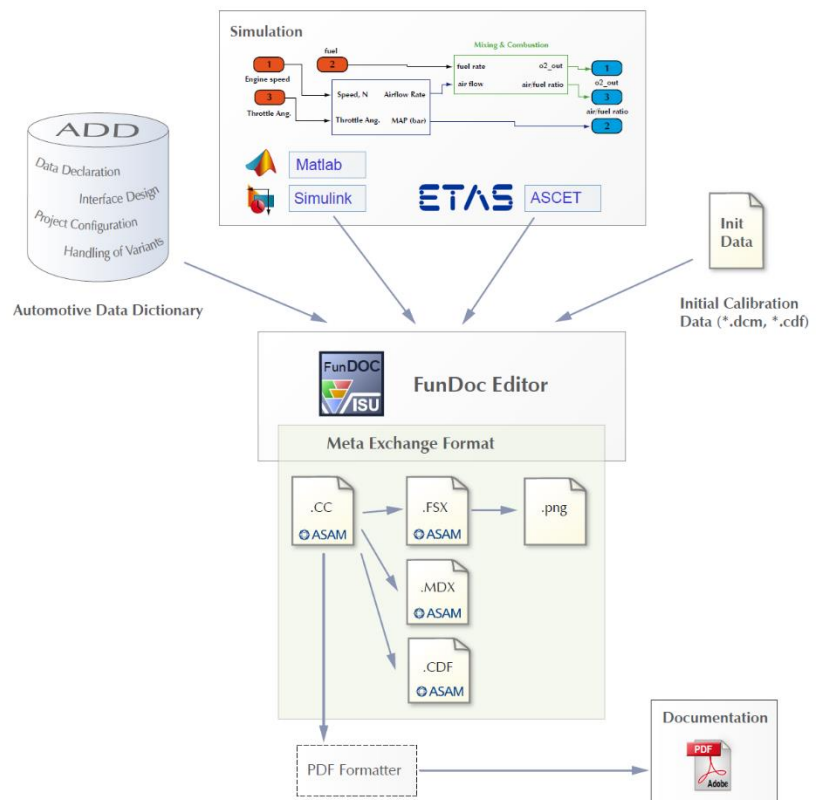 Simulation
Mixing & Combustion
fuel
1
2
fuel rate
o2_out
1
Engine speed
air flow
air/fuel ratio
o2_out
3
Speed, N
Airflow Rate
3
air/fuel ratio
Throttle Ang.
Throttle Ang.
MAP (bar)
2
ADD
Data Declaration
Interface Design
Project Configuration
Handling of Variants
Matlab
Simulink
ETAS
ASCET
Init
Data
Automotive Data Dictionary
Initial Calibration
Data (*.dcm, *.cdf)
FunDOC
VISU
FunDoc Editor
Meta Exchange Format
.CC
ASAM
.FSX
ASAM
.png
.MDX
ASAM
.CDF
ASAM
PDF Formatter
Documentation
PDF
Adobe